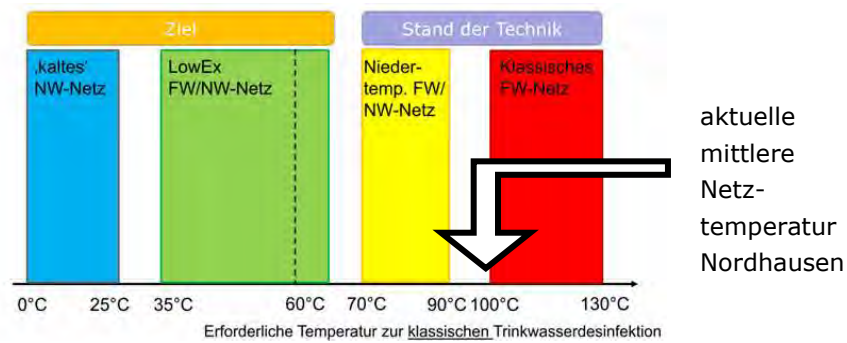 Ziel
Stand der Technik
‚kaltes'
NW-Netz
LowEx
FW/NW-Netz
Nieder-
temp. FW/
NW-Netz
Klassisches
FW-Netz
aktuelle
mittlere
Netz-
temperatur
Nordhausen
0°C 25°C 35°C 60°C 70°C 90°C 100°C 130°C
Erforderliche Temperatur zur klassischen Trinkwasserdesinfektion